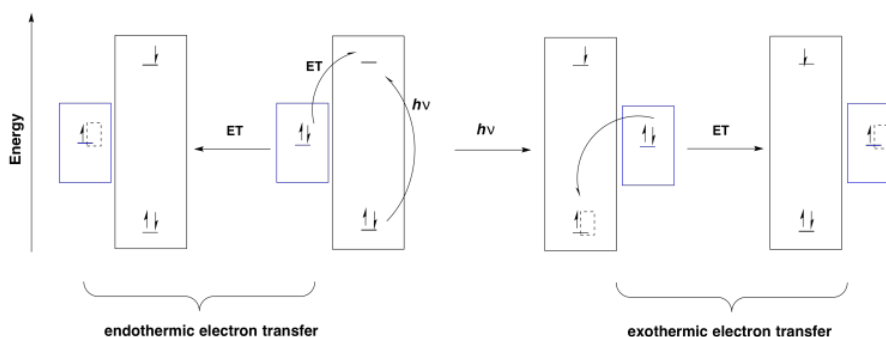 Energy
ET
ET
hν
hν
ET
endothermic electron transfer
exothermic electron transfer